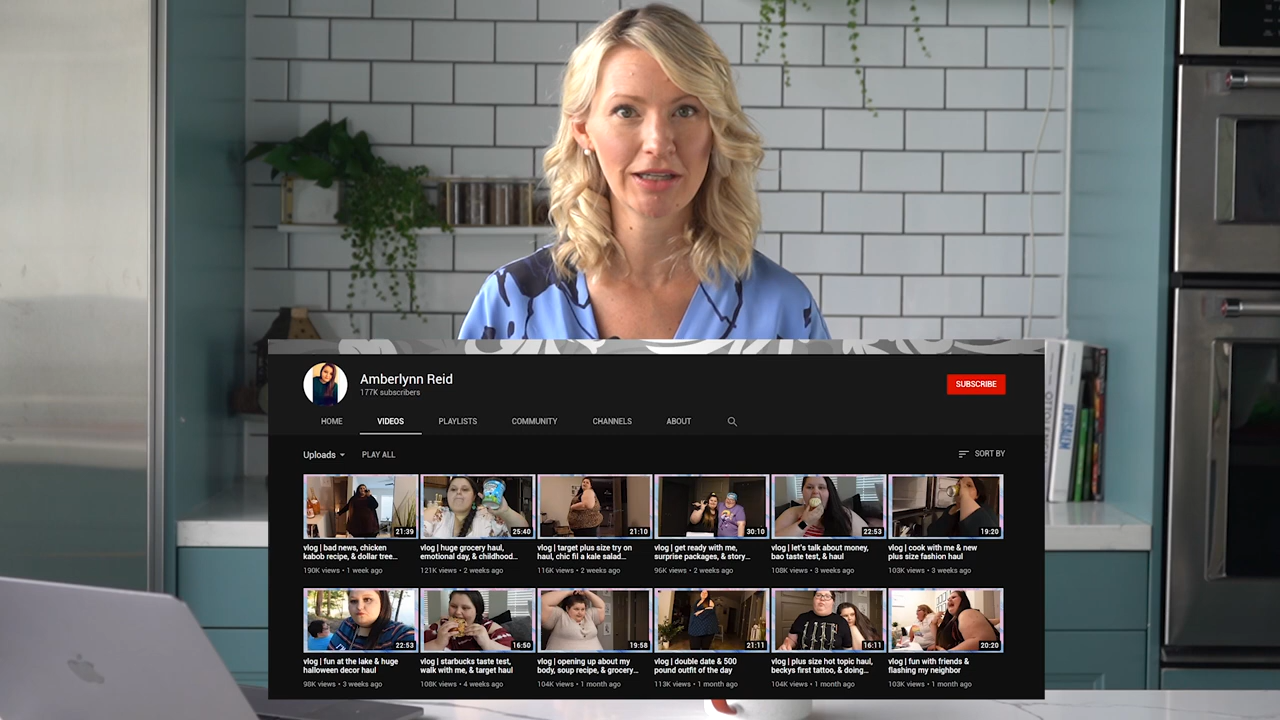 Amberlynn Reid
177K subscribers
SUBSCRIBE
HOME VIDEOS PLAYLISTS COMMUNITY CHANNELS ABOUT
Uploads PLAY ALL SORT BY
21:39 25:40 21:10 30:10 22:53 19:20
vlog | bad news, chicken
kabob recipe, & dollar tree...
190K views • 1 week ago
vlog | huge grocery haul,
emotional day, & childhood...
121K views • 2 weeks ago
vlog | target plus size try on
haul, chic fil a kale salad...
116K views • 2 weeks ago
vlog | get ready with me,
surprise packages, & story...
96K views • 2 weeks ago
vlog | let's talk about money,
bao taste test, & haul
108K views • 3 weeks ago
vlog | cook with me & new
plus size fashion haul
103K views • 3 weeks ago
22:53 16:50 19:58 21:11 16:11 20:20
vlog | fun at the lake & huge
halloween decor haul
98K views • 3 weeks ago
vlog | starbucks taste test,
walk with me, & target haul
108K views • 4 weeks ago
vlog | opening up about my
body, soup recipe, & grocery...
104K views • 1 month ago
vlog | double date & 500
pound outfit of the day
113K views • 1 month ago
vlog | plus size hot topic haul,
beckys first tattoo, & doing...
104K views • 1 month ago
vlog | fun with friends &
flashing my neighbor
103K views • 1 month ago
JERUSALEM